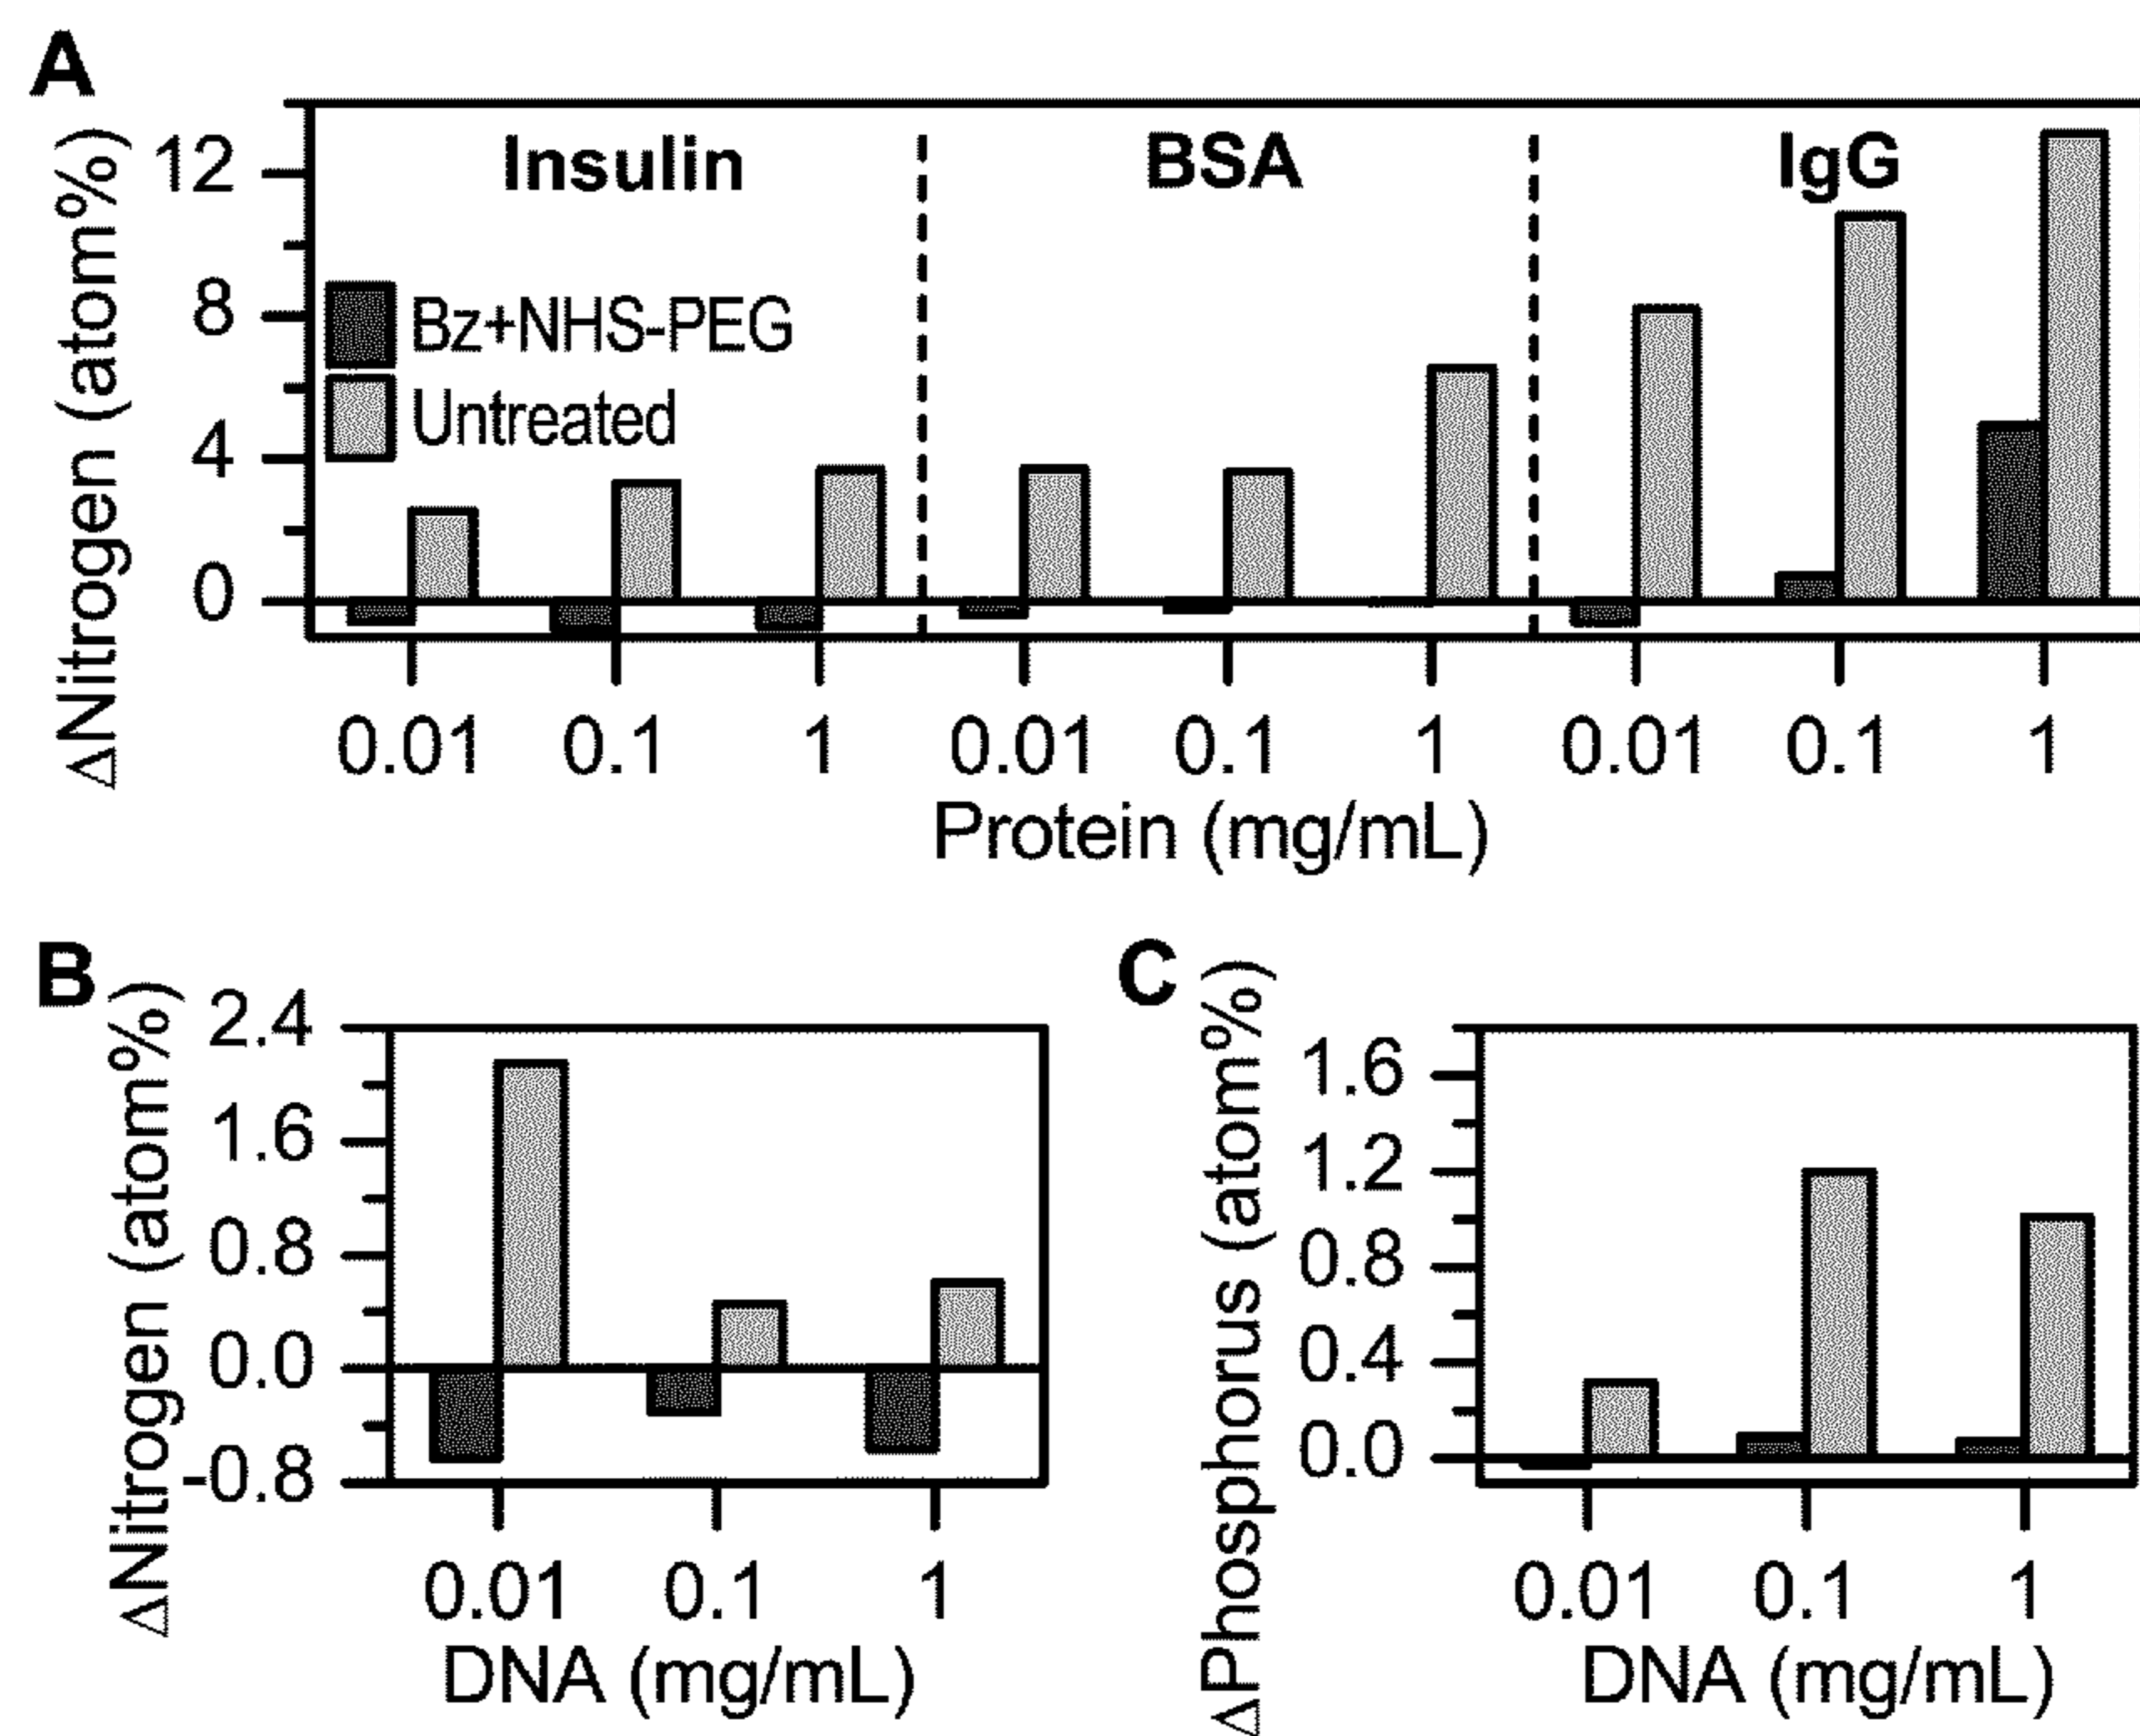 A
ΔNitrogen (atom%)
12
8
4
0
Insulin
BSA
IgG
Bz+NHS-PEG
Untreated
0.01 0.1 1 0.01 0.1 1 0.01 0.1 1
Protein (mg/mL)
B
ΔNitrogen (atom%)
2.4
1.6
0.8
0.0
-0.8
0.01 0.1 1
DNA (mg/mL)
C
ΔPhosphorus (atom%)
1.6
1.2
0.8
0.4
0.0
0.01 0.1 1
DNA (mg/mL)